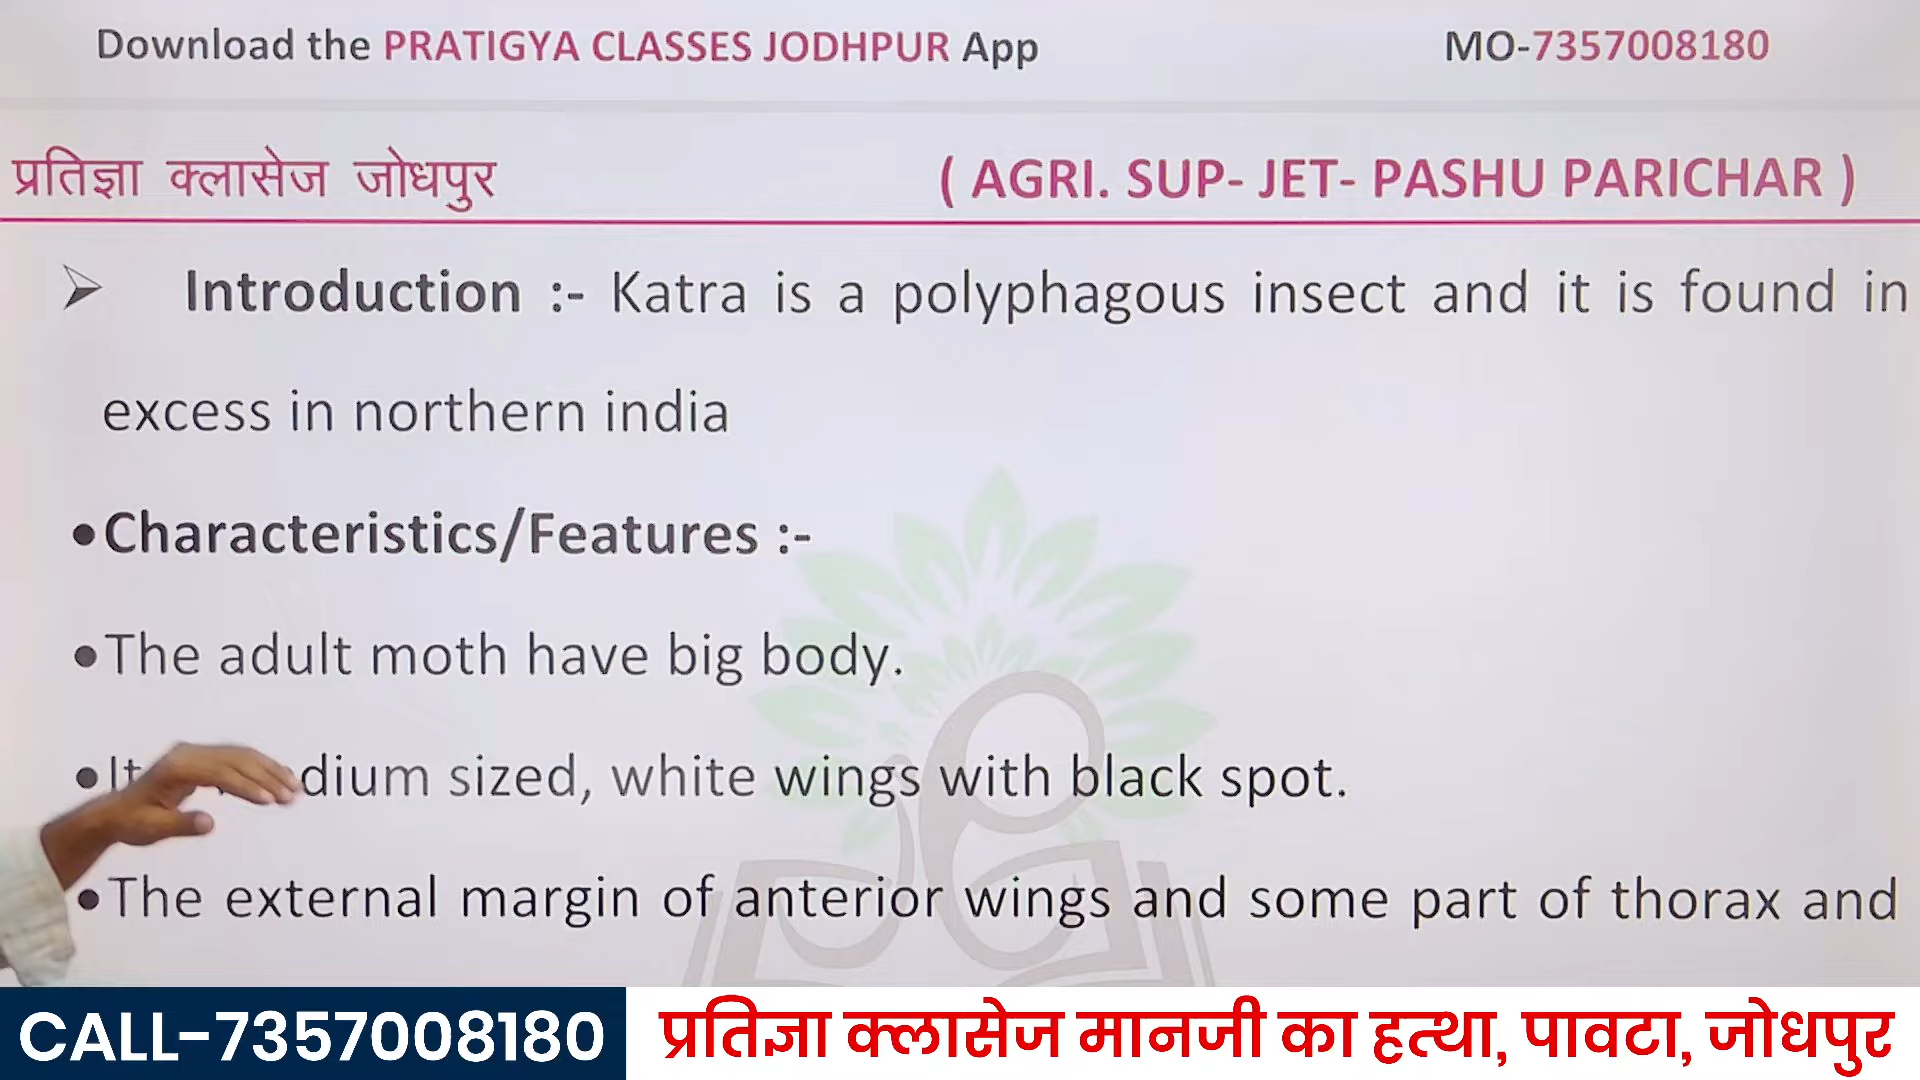 Download the PRATIGYA CLASSES JODHPUR App MO-7357008180
प्रतिज्ञा क्लासेज जोधपुर ( AGRI. SUP- JET- PASHU PARICHAR )
➢ Introduction :- Katra is a polyphagous insect and it is found in
excess in northern india
•Characteristics/Features :-
•The adult moth have big body.
•It sized, white wings with black spot.
•The external margin of anterior wings and some part of thorax and
CALL-7357008180 प्रतिज्ञा क्लासेज मानजी का हत्था, पावटा, जोधपुर